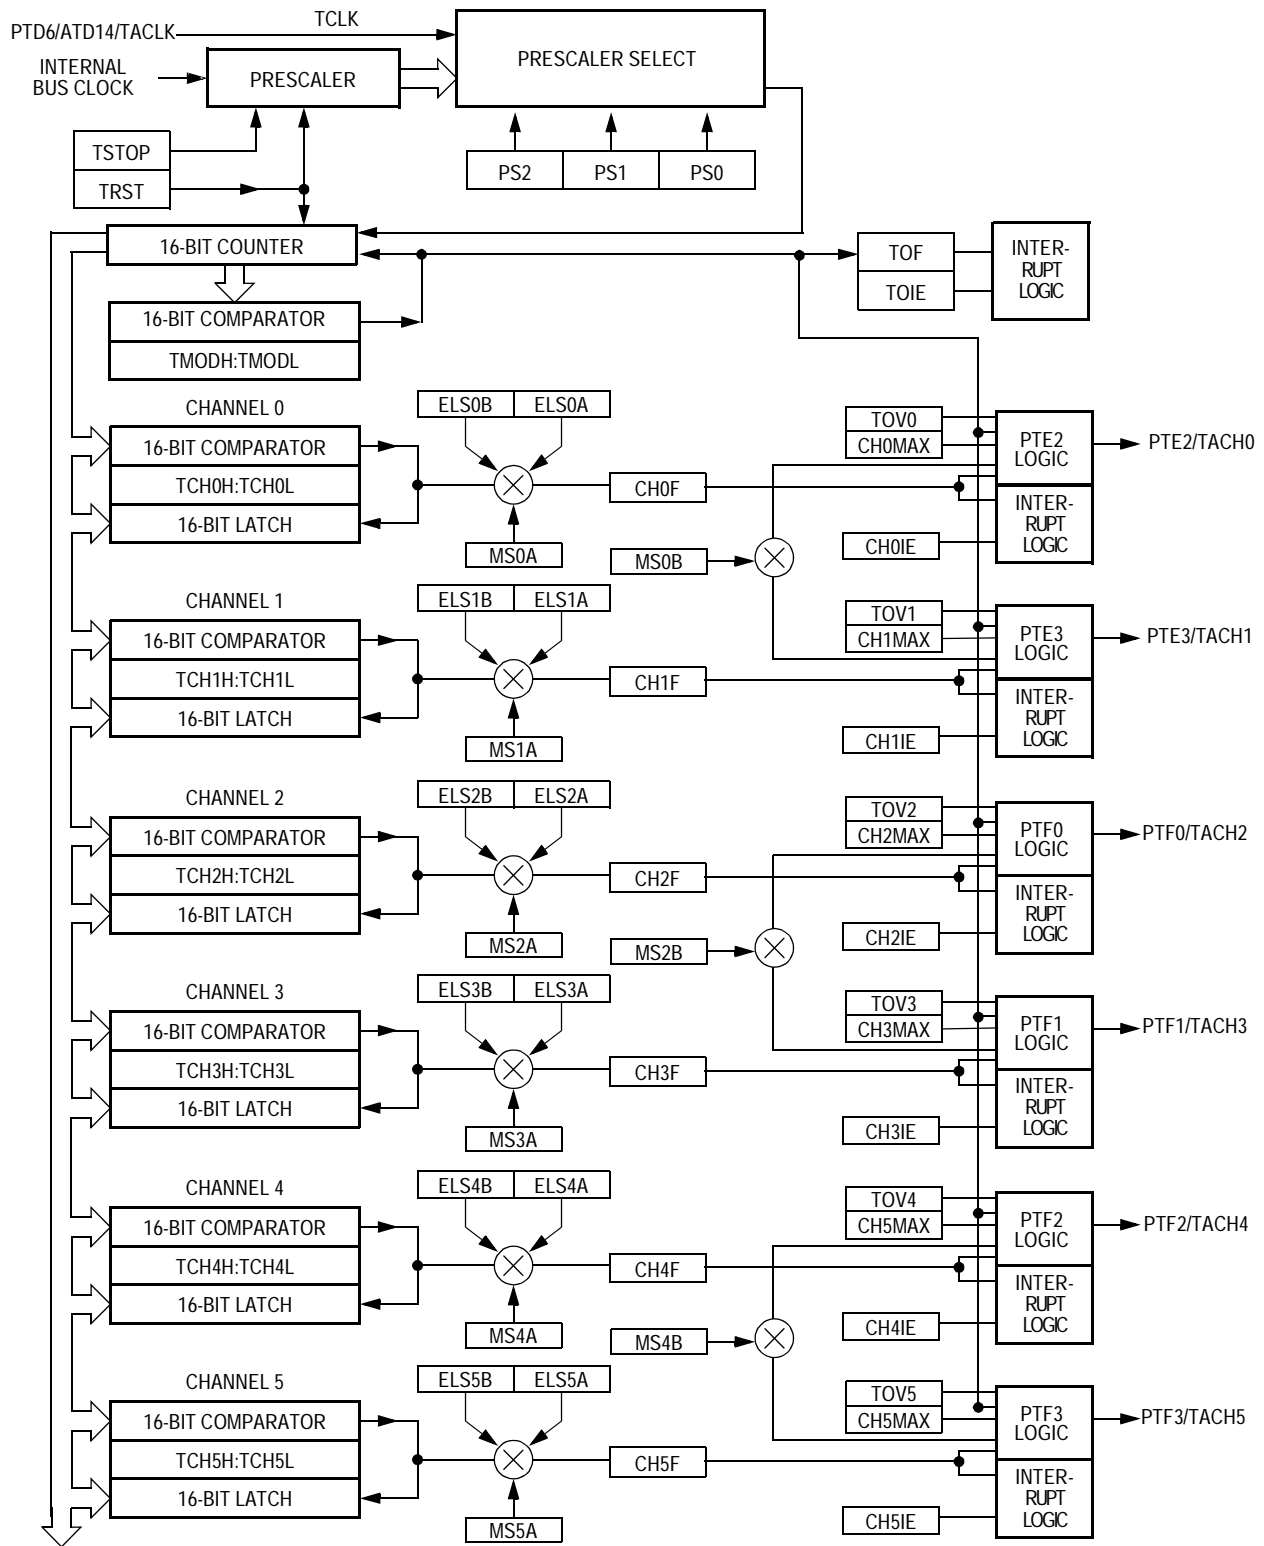 TCLK
PTD6/ATD14/TACLK
PRESCALER SELECT
INTERNAL
BUS CLOCK
PRESCALER
TSTOP
TRST
PS2 PS1 PS0
16-BIT COUNTER
TOF
TOIE
INTER-
RUPT
LOGIC
16-BIT COMPARATOR
TMODH:TMODL
CHANNEL 0
ELS0B ELS0A
TOV0
CH0MAX
PTE2
LOGIC
PTE2/TACH0
16-BIT COMPARATOR
TCH0H:TCH0L
16-BIT LATCH
CH0F
INTER-
RUPT
LOGIC
MS0A
MS0B
CH0IE
CHANNEL 1
ELS1B ELS1A
TOV1
CH1MAX
PTE3
LOGIC
PTE3/TACH1
16-BIT COMPARATOR
TCH1H:TCH1L
16-BIT LATCH
CH1F
INTER-
RUPT
LOGIC
MS1A
CH1IE
CHANNEL 2
ELS2B ELS2A
TOV2
CH2MAX
PTF0
LOGIC
PTF0/TACH2
16-BIT COMPARATOR
TCH2H:TCH2L
16-BIT LATCH
CH2F
INTER-
RUPT
LOGIC
MS2A
MS2B
CH2IE
CHANNEL 3
ELS3B ELS3A
TOV3
CH3MAX
PTF1
LOGIC
PTF1/TACH3
16-BIT COMPARATOR
TCH3H:TCH3L
16-BIT LATCH
CH3F
INTER-
RUPT
LOGIC
MS3A
CH3IE
CHANNEL 4
ELS4B ELS4A
TOV4
CH5MAX
PTF2
LOGIC
PTF2/TACH4
16-BIT COMPARATOR
TCH4H:TCH4L
16-BIT LATCH
CH4F
INTER-
RUPT
LOGIC
MS4A
MS4B
CH4IE
CHANNEL 5
ELS5B ELS5A
TOV5
CH5MAX
PTF3
LOGIC
PTF3/TACH5
16-BIT COMPARATOR
TCH5H:TCH5L
16-BIT LATCH
CH5F
INTER-
RUPT
LOGIC
MS5A
CH5IE